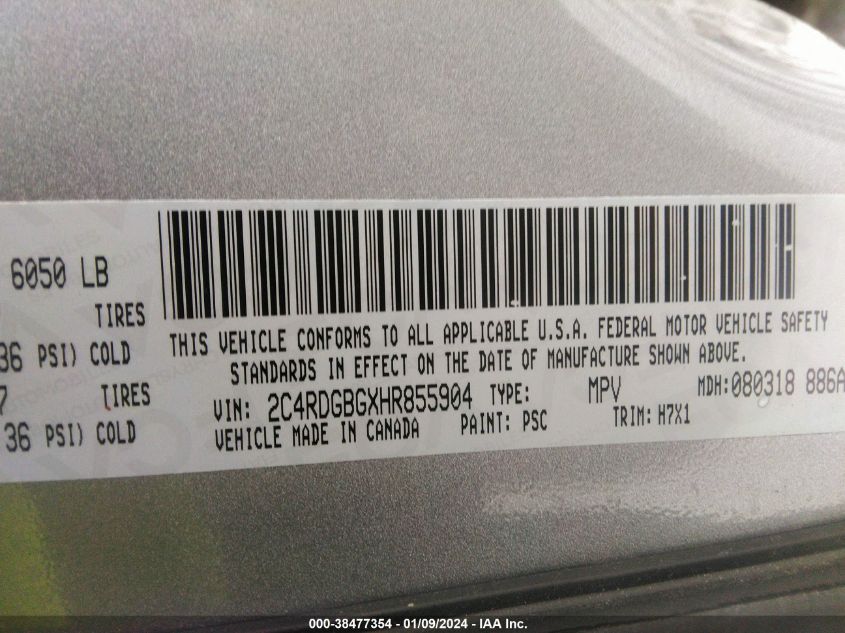 6050 LB
TIRES
36 PSI) COLD
7 TIRES
36 PSI) COLD
THIS VEHICLE CONFORMS TO ALL APPLICABLE U.S.A. FEDERAL MOTOR VEHICLE SAFETY
STANDARDS IN EFFECT ON THE DATE OF MANUFACTURE SHOWN ABOVE.
VIN: 2C4RDGBGXHR855904 TYPE: MPV MDH:080318 886A
VEHICLE MADE IN CANADA PAINT: PSC TRIM: H7X1
000-38477354 / 01/09/2024 - IAA Inc.